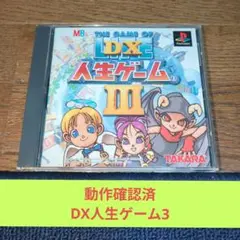 MB
THE GAME OF
LIFE
DX
人生ゲーム
III
TAKARA
動作確認済
DX人生ゲーム3